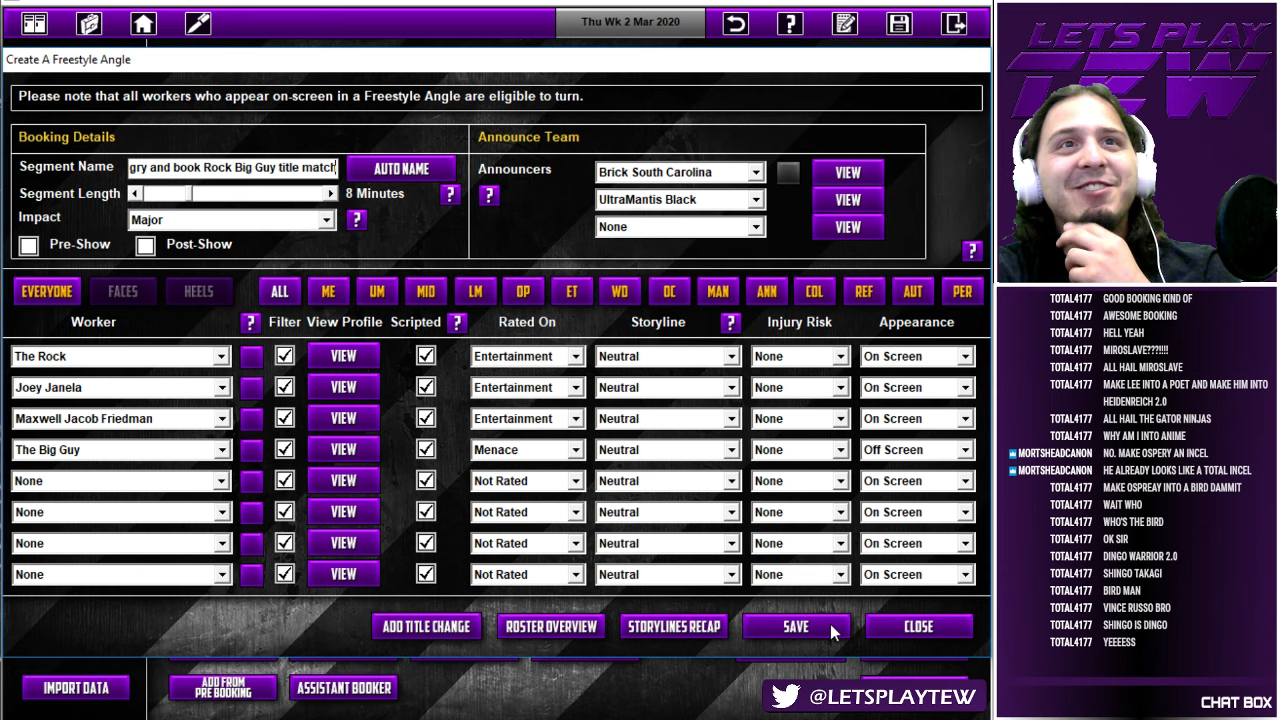 Thu Wk 2 Mar 2020
Create A Freestyle Angle
Please note that all workers who appear on-screen in a Freestyle Angle are eligible to turn.
Booking Details
Segment Name gry and book Rock Big Guy title match AUTO NAME
Segment Length 8 Minutes ?
Impact Major ?
Pre-Show Post-Show
Announce Team
Announcers Brick South Carolina VIEW
? UltraMantis Black VIEW
None VIEW
?
EVERYONE FACES HEELS ALL ME UM MID LM OP ET WD OC MAN ANN COL REF AUT PER
Worker ? Filter View Profile Scripted ? Rated On Storyline ? Injury Risk Appearance
The Rock VIEW Entertainment Neutral None On Screen
Joey Janela VIEW Entertainment Neutral None On Screen
Maxwell Jacob Friedman VIEW Entertainment Neutral None On Screen
The Big Guy VIEW Menace Neutral None Off Screen
None VIEW Not Rated Neutral None On Screen
None VIEW Not Rated Neutral None On Screen
None VIEW Not Rated Neutral None On Screen
None VIEW Not Rated Neutral None On Screen
ADD TITLE CHANGE ROSTER OVERVIEW STORYLINES RECAP SAVE CLOSE
IMPORT DATA ADD FROM PRE BOOKING ASSISTANT BOOKER
@LETSPLAYTEW
LETS PLAY
TEW
TOTAL4177 GOOD BOOKING KIND OF
TOTAL4177 AWESOME BOOKING
TOTAL4177 HELL YEAH
TOTAL4177 MIROSLAVE???!!!!
TOTAL4177 ALL HAIL MIROSLAVE
TOTAL4177 MAKE LEE INTO A POET AND MAKE HIM INTO
HEIDENREICH 2.0
TOTAL4177 ALL HAIL THE GATOR NINJAS
TOTAL4177 WHY AM I INTO ANIME
MORTSHEADCANON NO. MAKE OSPERY AN INCEL
MORTSHEADCANON HE ALREADY LOOKS LIKE A TOTAL INCEL
TOTAL4177 MAKE OSPREAY INTO A BIRD DAMMIT
TOTAL4177 WAIT WHO
TOTAL4177 WHO'S THE BIRD
TOTAL4177 OK SIR
TOTAL4177 DINGO WARRIOR 2.0
TOTAL4177 SHINGO TAKAGI
TOTAL4177 BIRD MAN
TOTAL4177 VINCE RUSSO BRO
TOTAL4177 SHINGO IS DINGO
TOTAL4177 YEEEESS
CHAT BOX